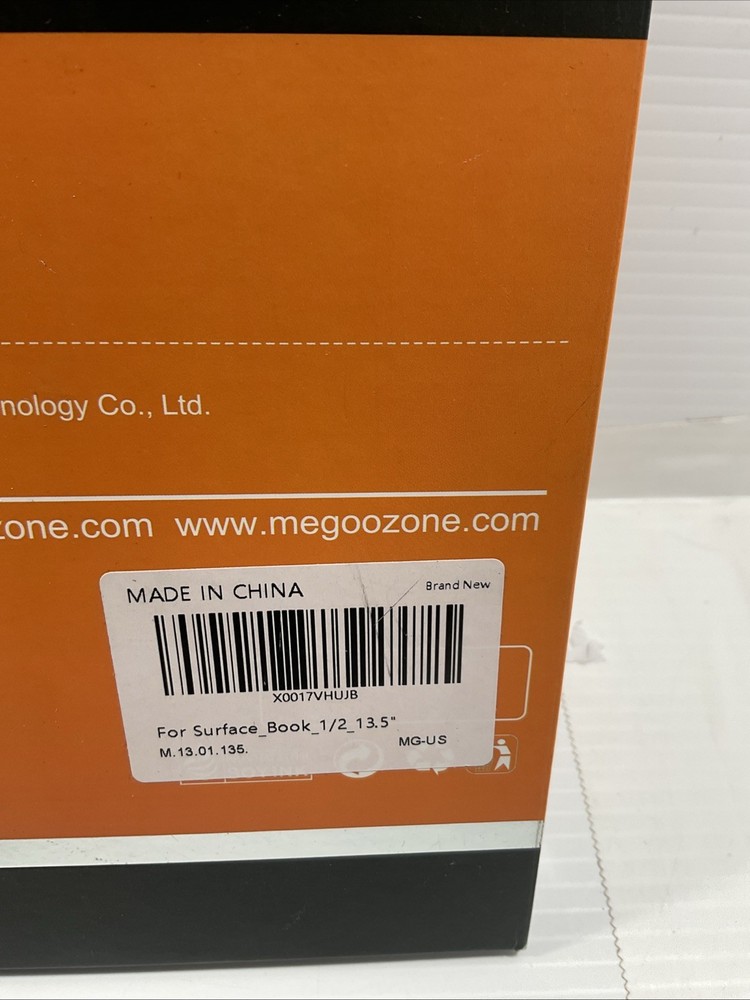 nology Co., Ltd.
zone.com www.megoozone.com
MADE IN CHINA
Brand New
X0017VHUJB
For Surface_Book_1/2_13.5"
M.13.01.135.
MG-US